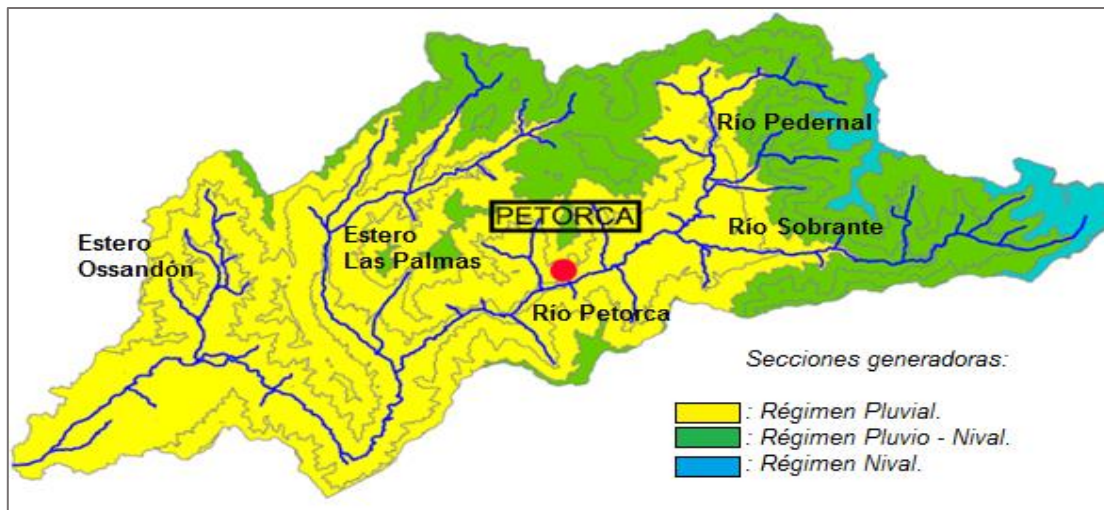 Río Pedernal
PETORCA
Río Sobrante
Estero
Ossandón
Estero
Las Palmas
Río Petorca
Secciones generadoras:
: Régimen Pluvial.
: Régimen Pluvio - Nival.
: Régimen Nival.